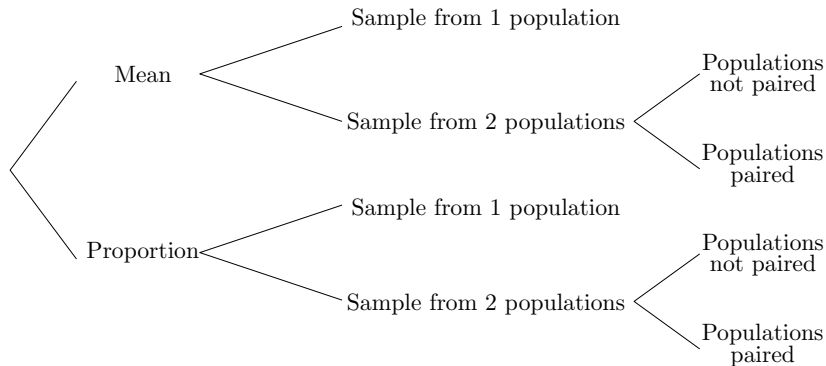 Sample from 1 population
Mean
Populations
not paired
Sample from 2 populations
Populations
paired
Sample from 1 population
Proportion
Populations
not paired
Sample from 2 populations
Populations
paired